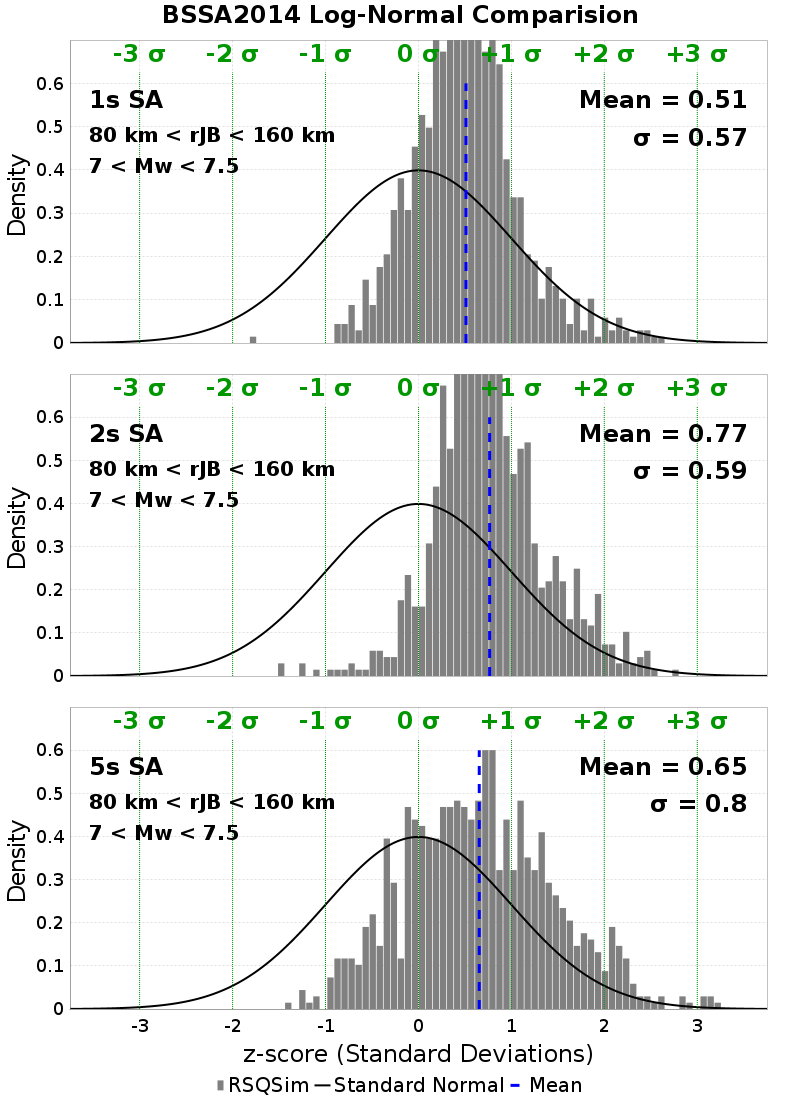 BSSA2014 Log-Normal Comparision
-3 σ -2 σ -1 σ 0 σ +1 σ +2 σ +3 σ
1s SA
Mean = 0.51
80 km < rJB < 160 km
σ = 0.57
7 < Mw < 7.5
Density
0.6
0.5
0.4
0.3
0.2
0.1
0
-3 σ -2 σ -1 σ 0 σ +1 σ +2 σ +3 σ
2s SA
Mean = 0.77
80 km < rJB < 160 km
σ = 0.59
7 < Mw < 7.5
Density
0.6
0.5
0.4
0.3
0.2
0.1
0
-3 σ -2 σ -1 σ 0 σ +1 σ +2 σ +3 σ
5s SA
Mean = 0.65
80 km < rJB < 160 km
σ = 0.8
7 < Mw < 7.5
Density
0.6
0.5
0.4
0.3
0.2
0.1
0
-3 -2 -1 0 1 2 3
z-score (Standard Deviations)
RSQSim Standard Normal Mean